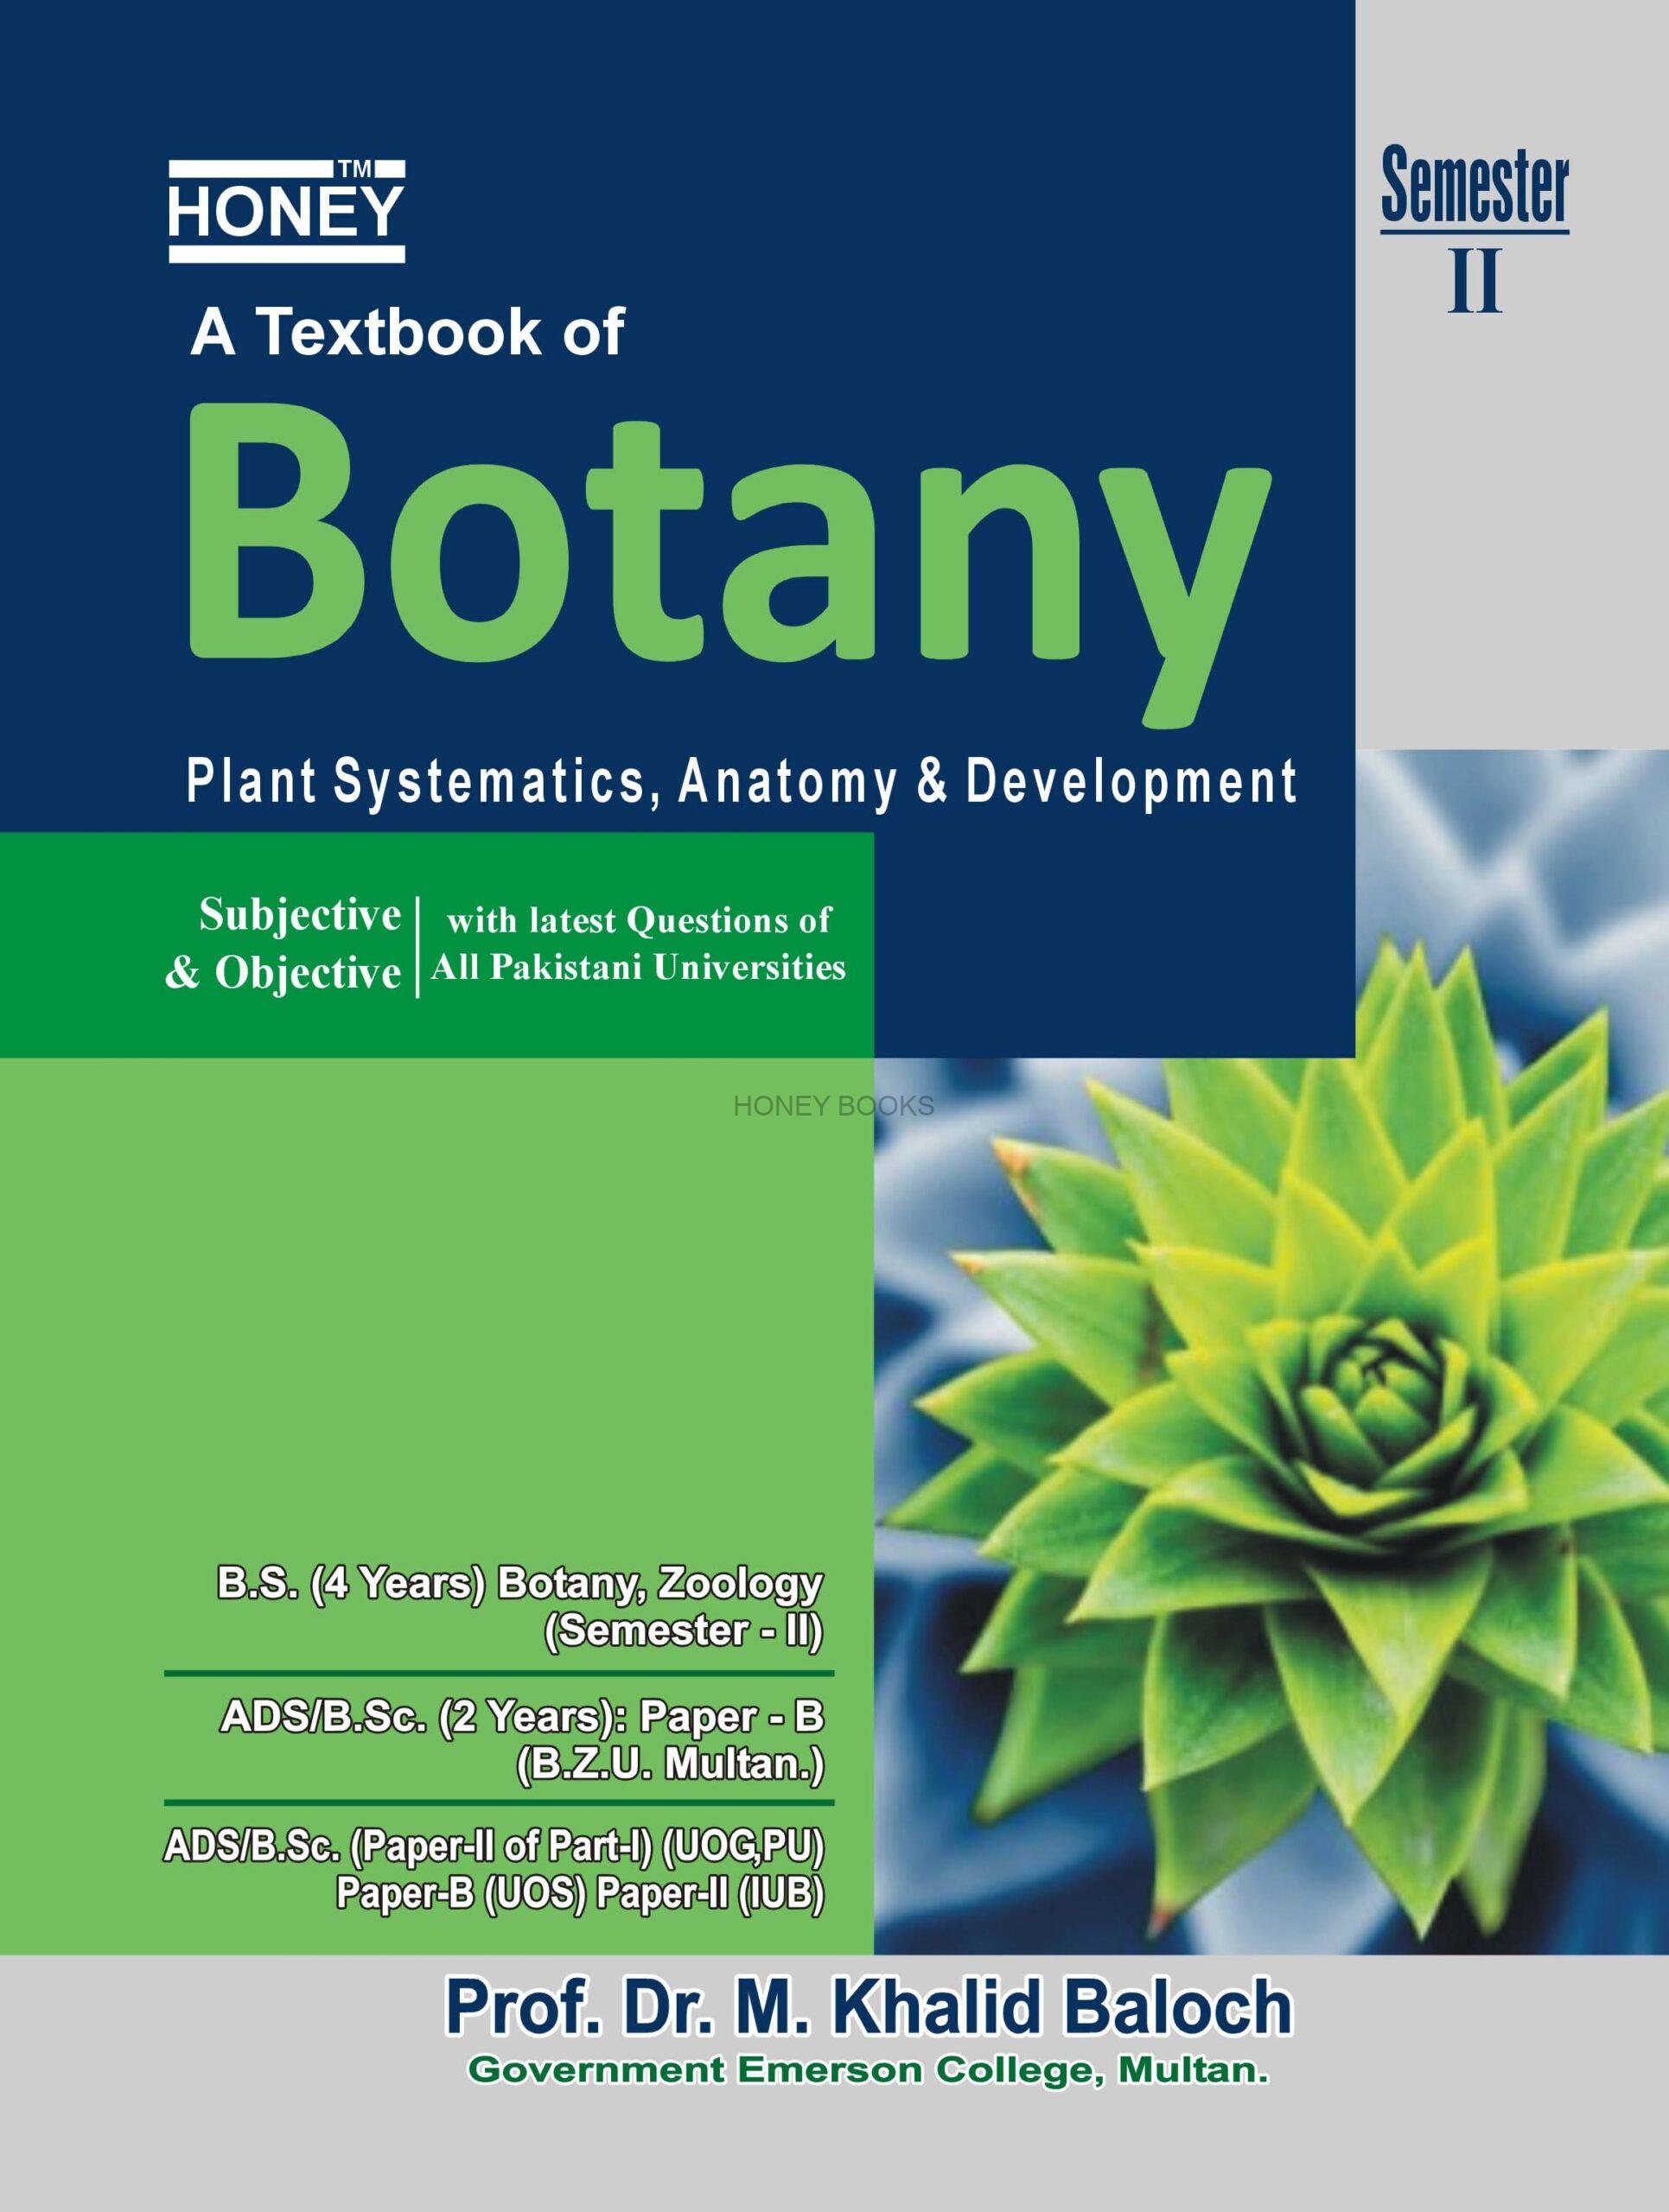 TM
HONEY
Semester
II
A Textbook of
Botany
Plant Systematics, Anatomy & Development
Subjective
& Objective
with latest Questions of
All Pakistani Universities
HONEY BOOKS
B.S. (4 Years) Botany, Zoology
(Semester - II)
ADS/B.Sc. (2 Years): Paper - B
(B.Z.U. Multan.)
ADS/B.Sc. (Paper-II of Part-I) (UOG,PU)
Paper-B (UOS) Paper-II (IUB)
Prof. Dr. M. Khalid Baloch
Government Emerson College, Multan.